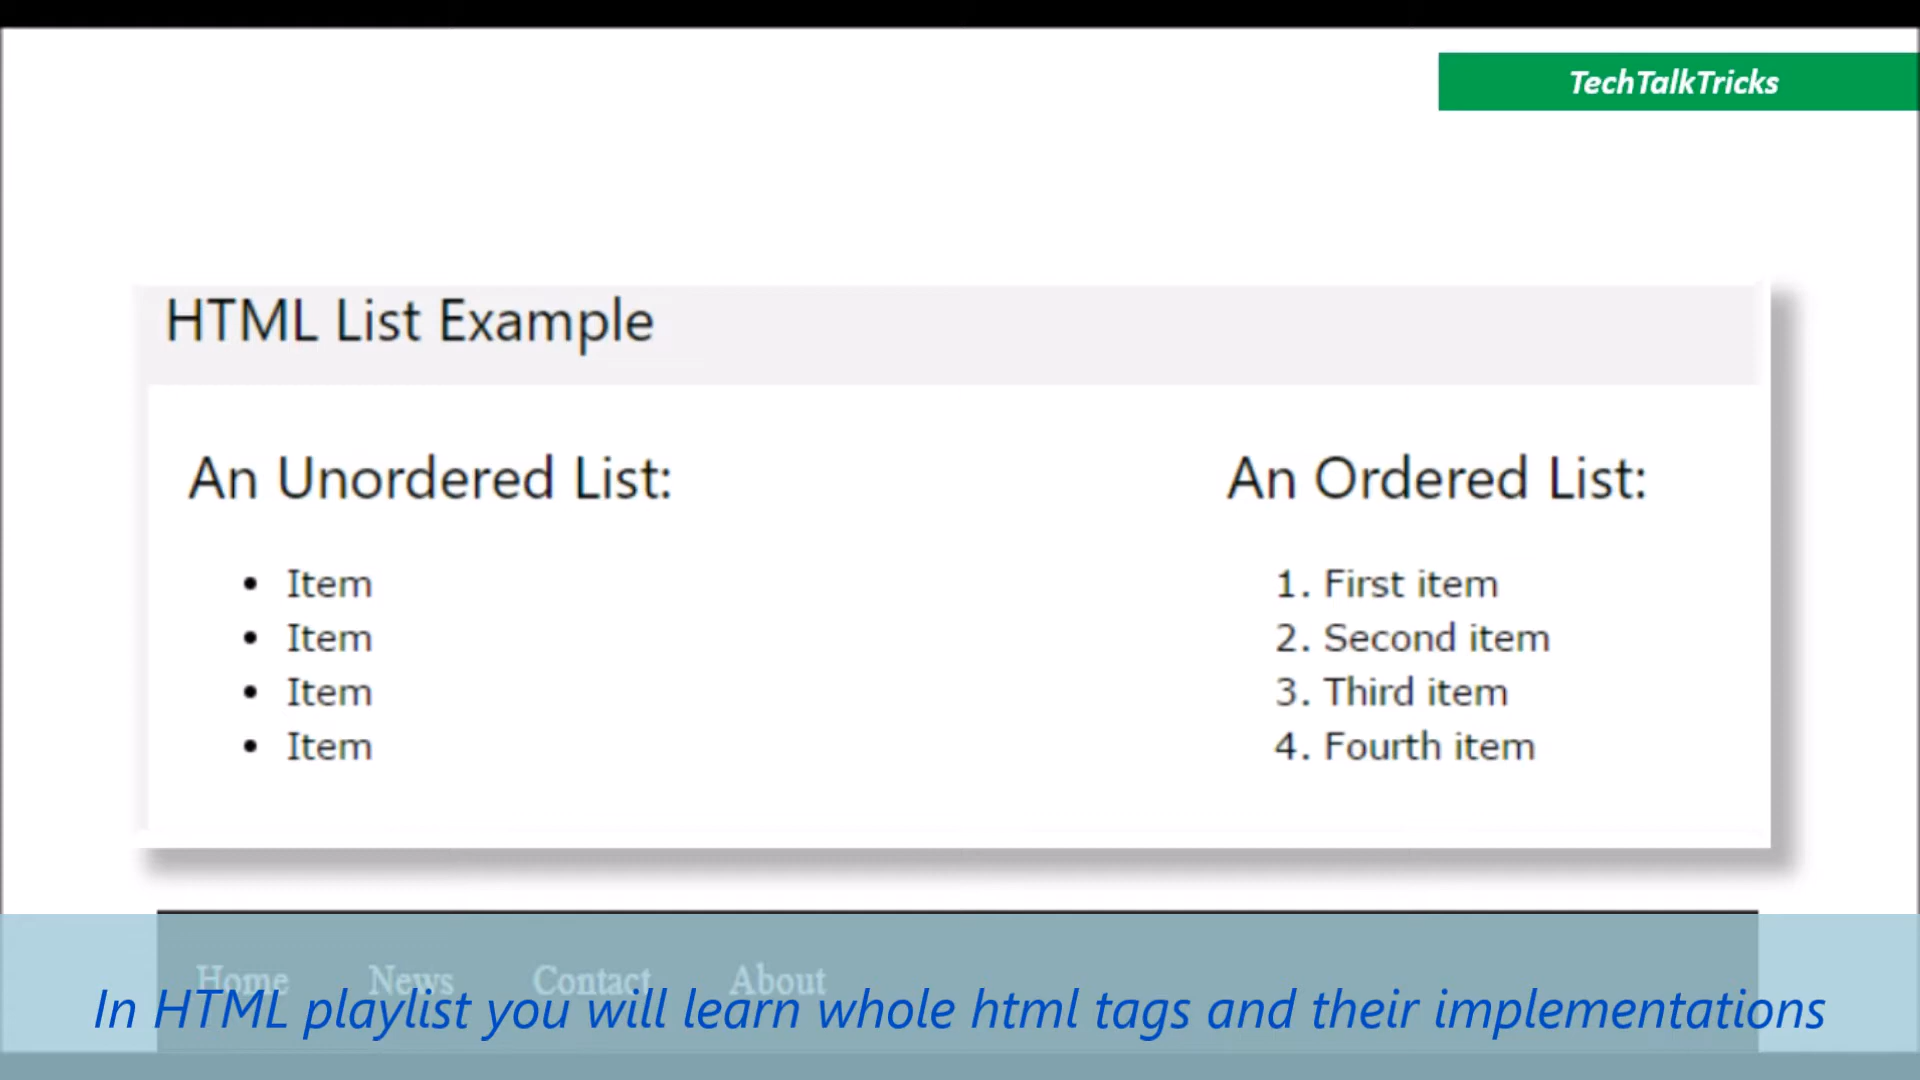 TechTalkTricks
HTML List Example
An Unordered List:
• Item
• Item
• Item
• Item
An Ordered List:
1. First item
2. Second item
3. Third item
4. Fourth item
Home News Contact About
In HTML playlist you will learn whole html tags and their implementations